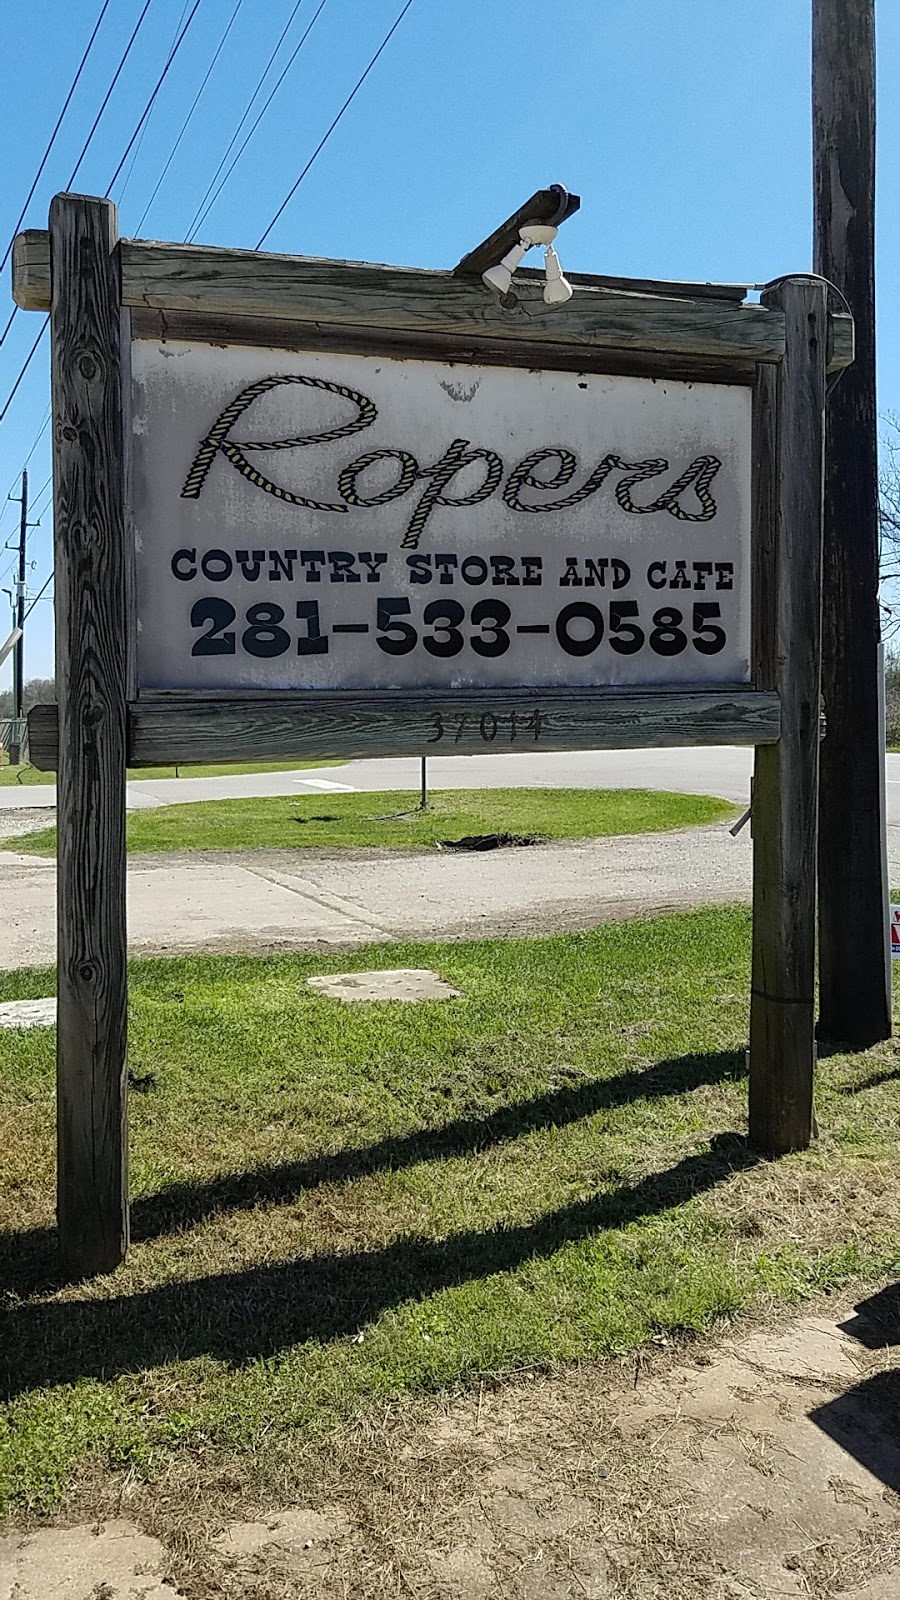 Ropers
COUNTRY STORE AND CAFE
281-533-0585
37014